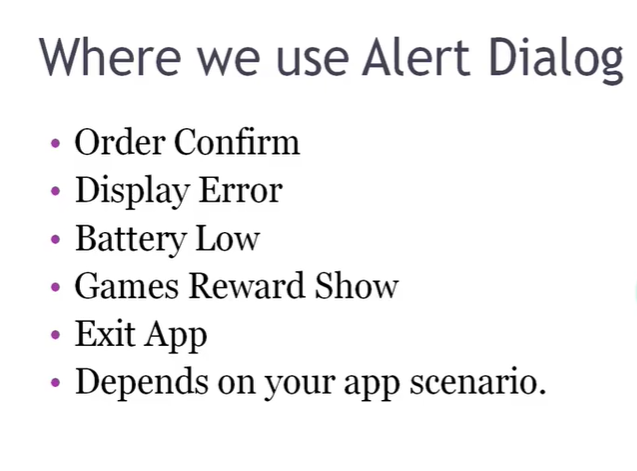 Where we use Alert Dialog
• Order Confirm
• Display Error
• Battery Low
• Games Reward Show
• Exit App
• Depends on your app scenario.